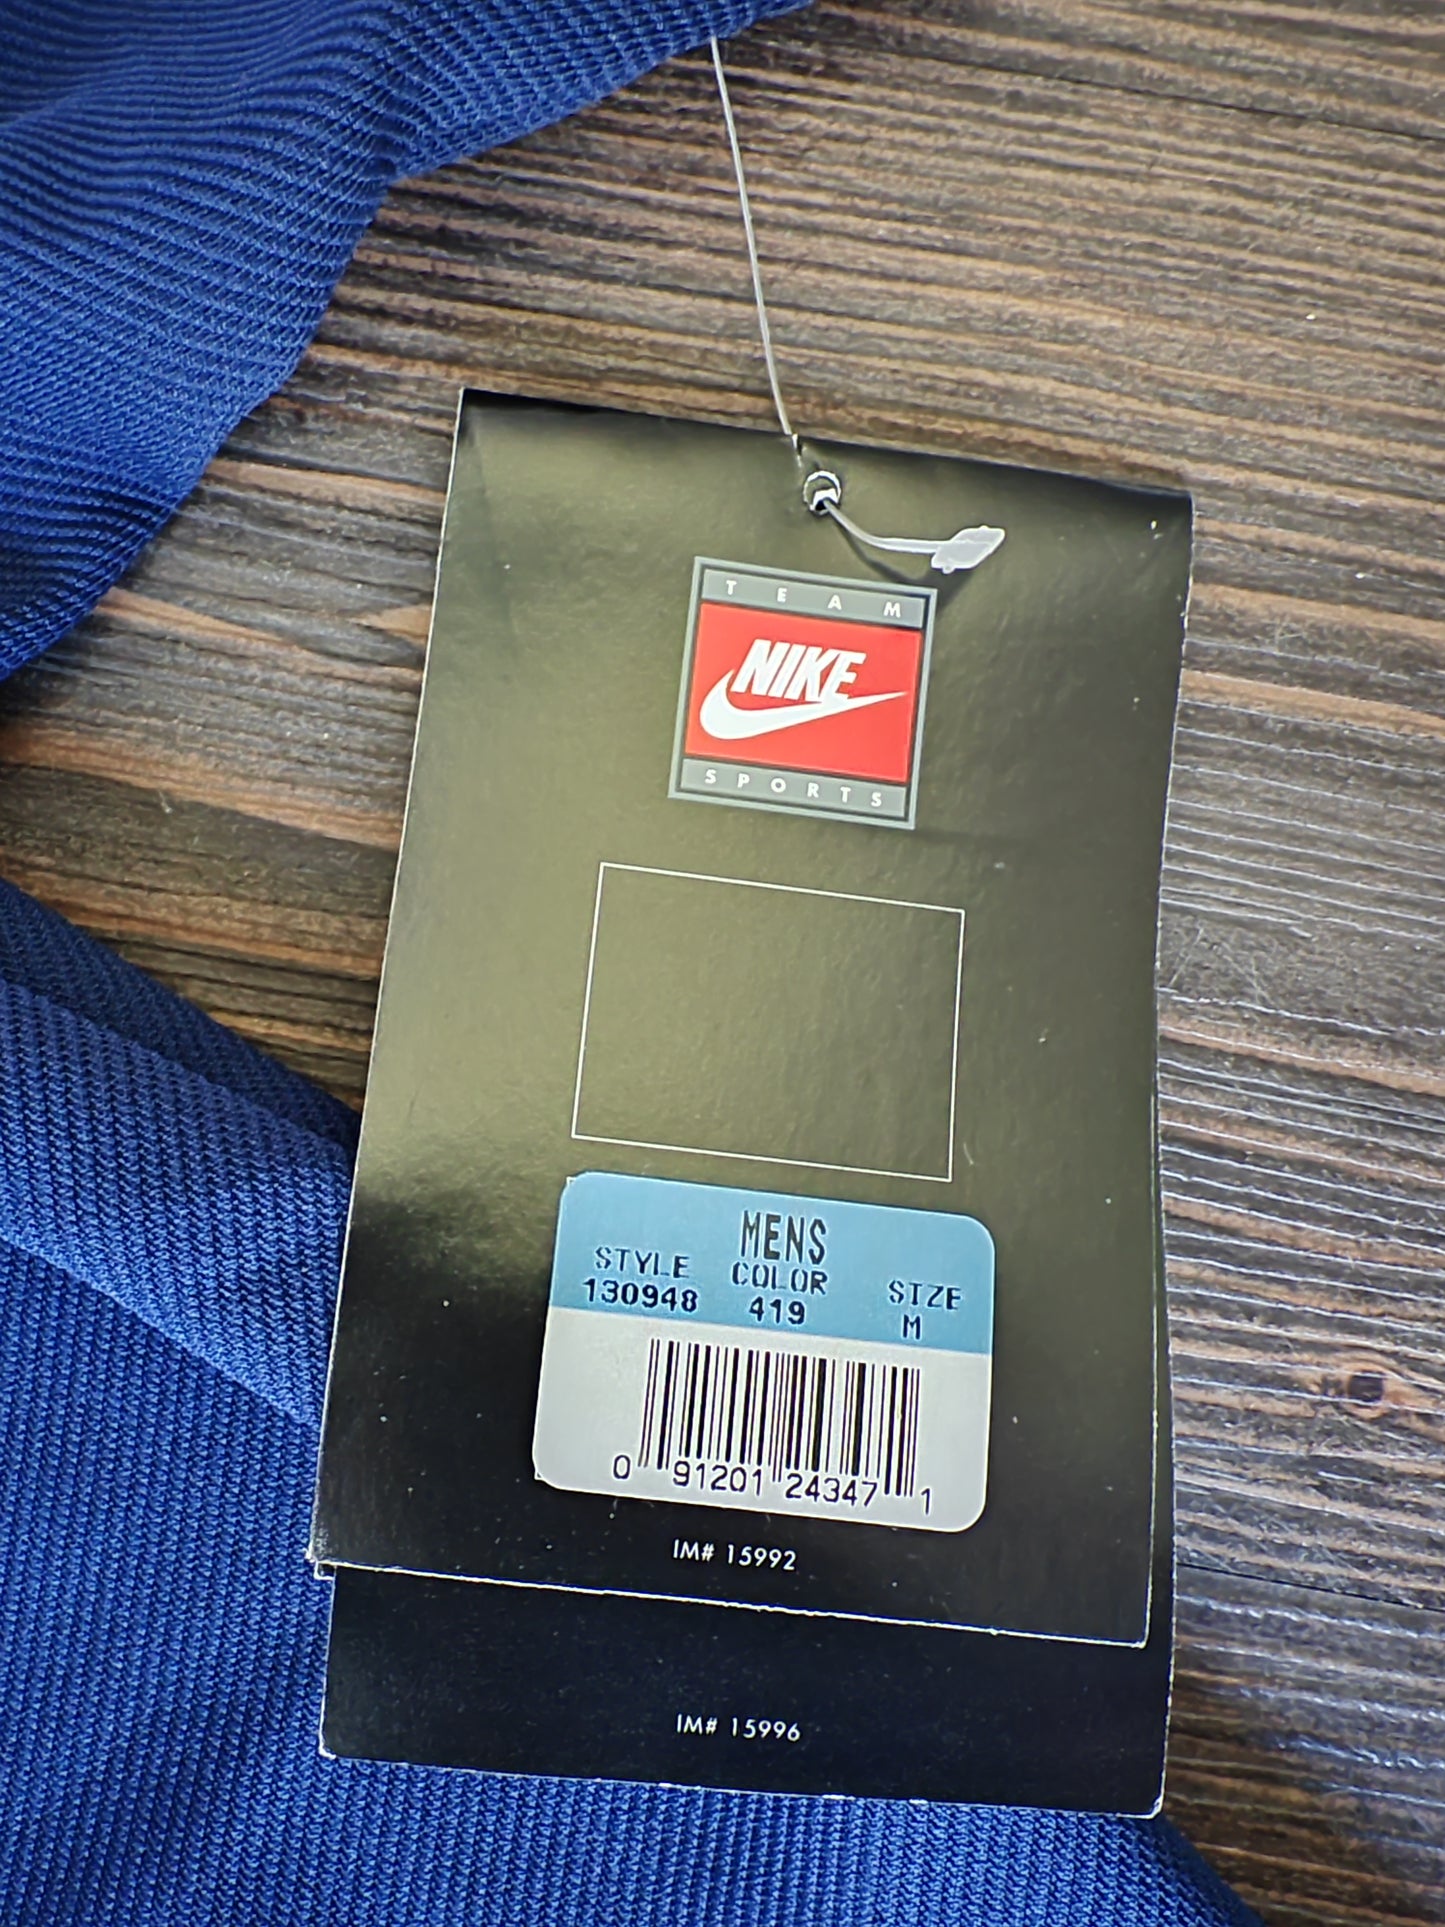 TEAM
NIKE
SPORTS
MENS
STYLE COLOR SIZE
130948 419 M
0 91201 24347 1
IM# 15992
IM# 15996